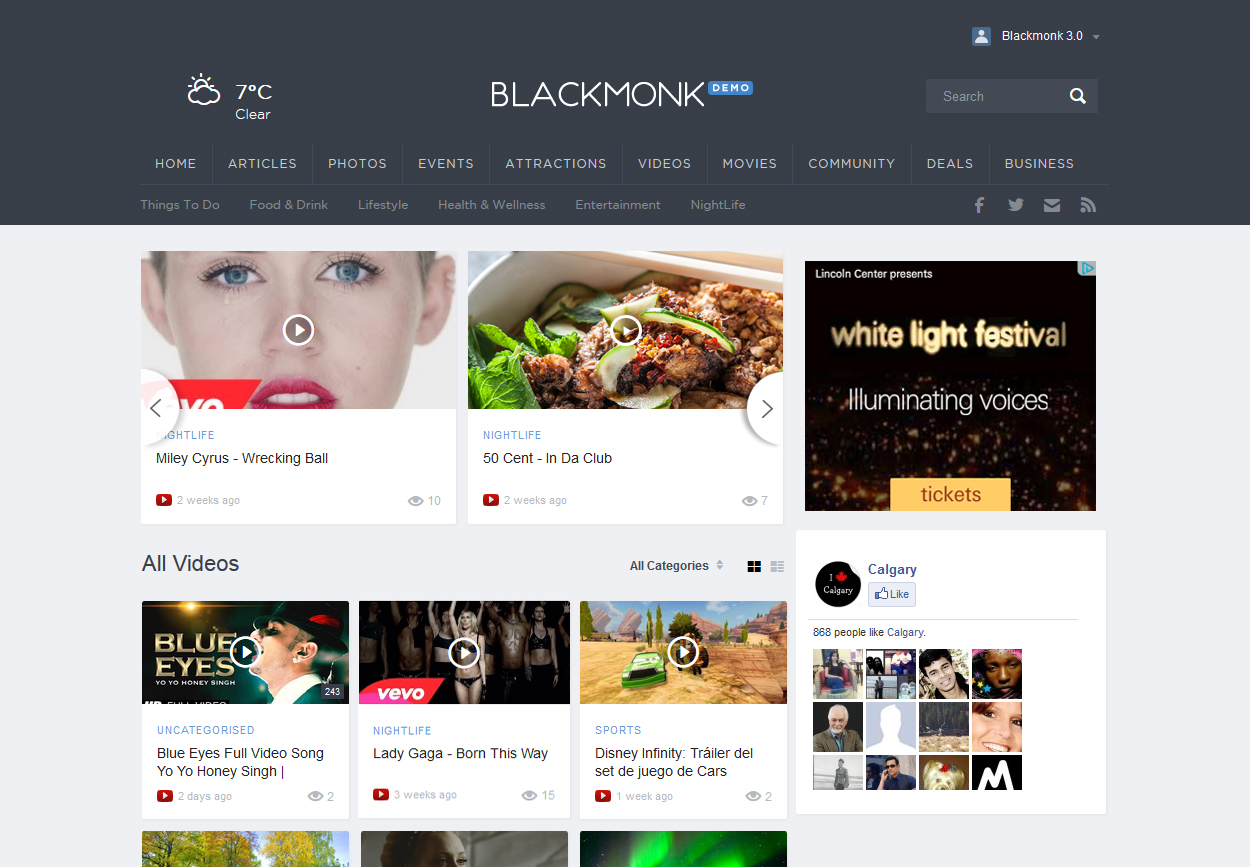 Blackmonk 3.0
7°C
Clear
BLACKMONK DEMO
Search
HOME ARTICLES PHOTOS EVENTS ATTRACTIONS VIDEOS MOVIES COMMUNITY DEALS BUSINESS
Things To Do Food & Drink Lifestyle Health & Wellness Entertainment NightLife
vevo
NIGHTLIFE
Miley Cyrus - Wrecking Ball
2 weeks ago 10
NIGHTLIFE
50 Cent - In Da Club
2 weeks ago 7
Lincoln Center presents
white light festival
Illuminating voices
tickets
All Videos
All Categories
BLUE
EYES
YO YO HONEY SINGH
FULL VIDEO
243
UNCATEGORISED
Blue Eyes Full Video Song
Yo Yo Honey Singh |
2 days ago 2
vevo
NIGHTLIFE
Lady Gaga - Born This Way
3 weeks ago 15
SPORTS
Disney Infinity: Tráiler del
set de juego de Cars
1 week ago 2
I
Calgary
Calgary
Like
868 people like Calgary.